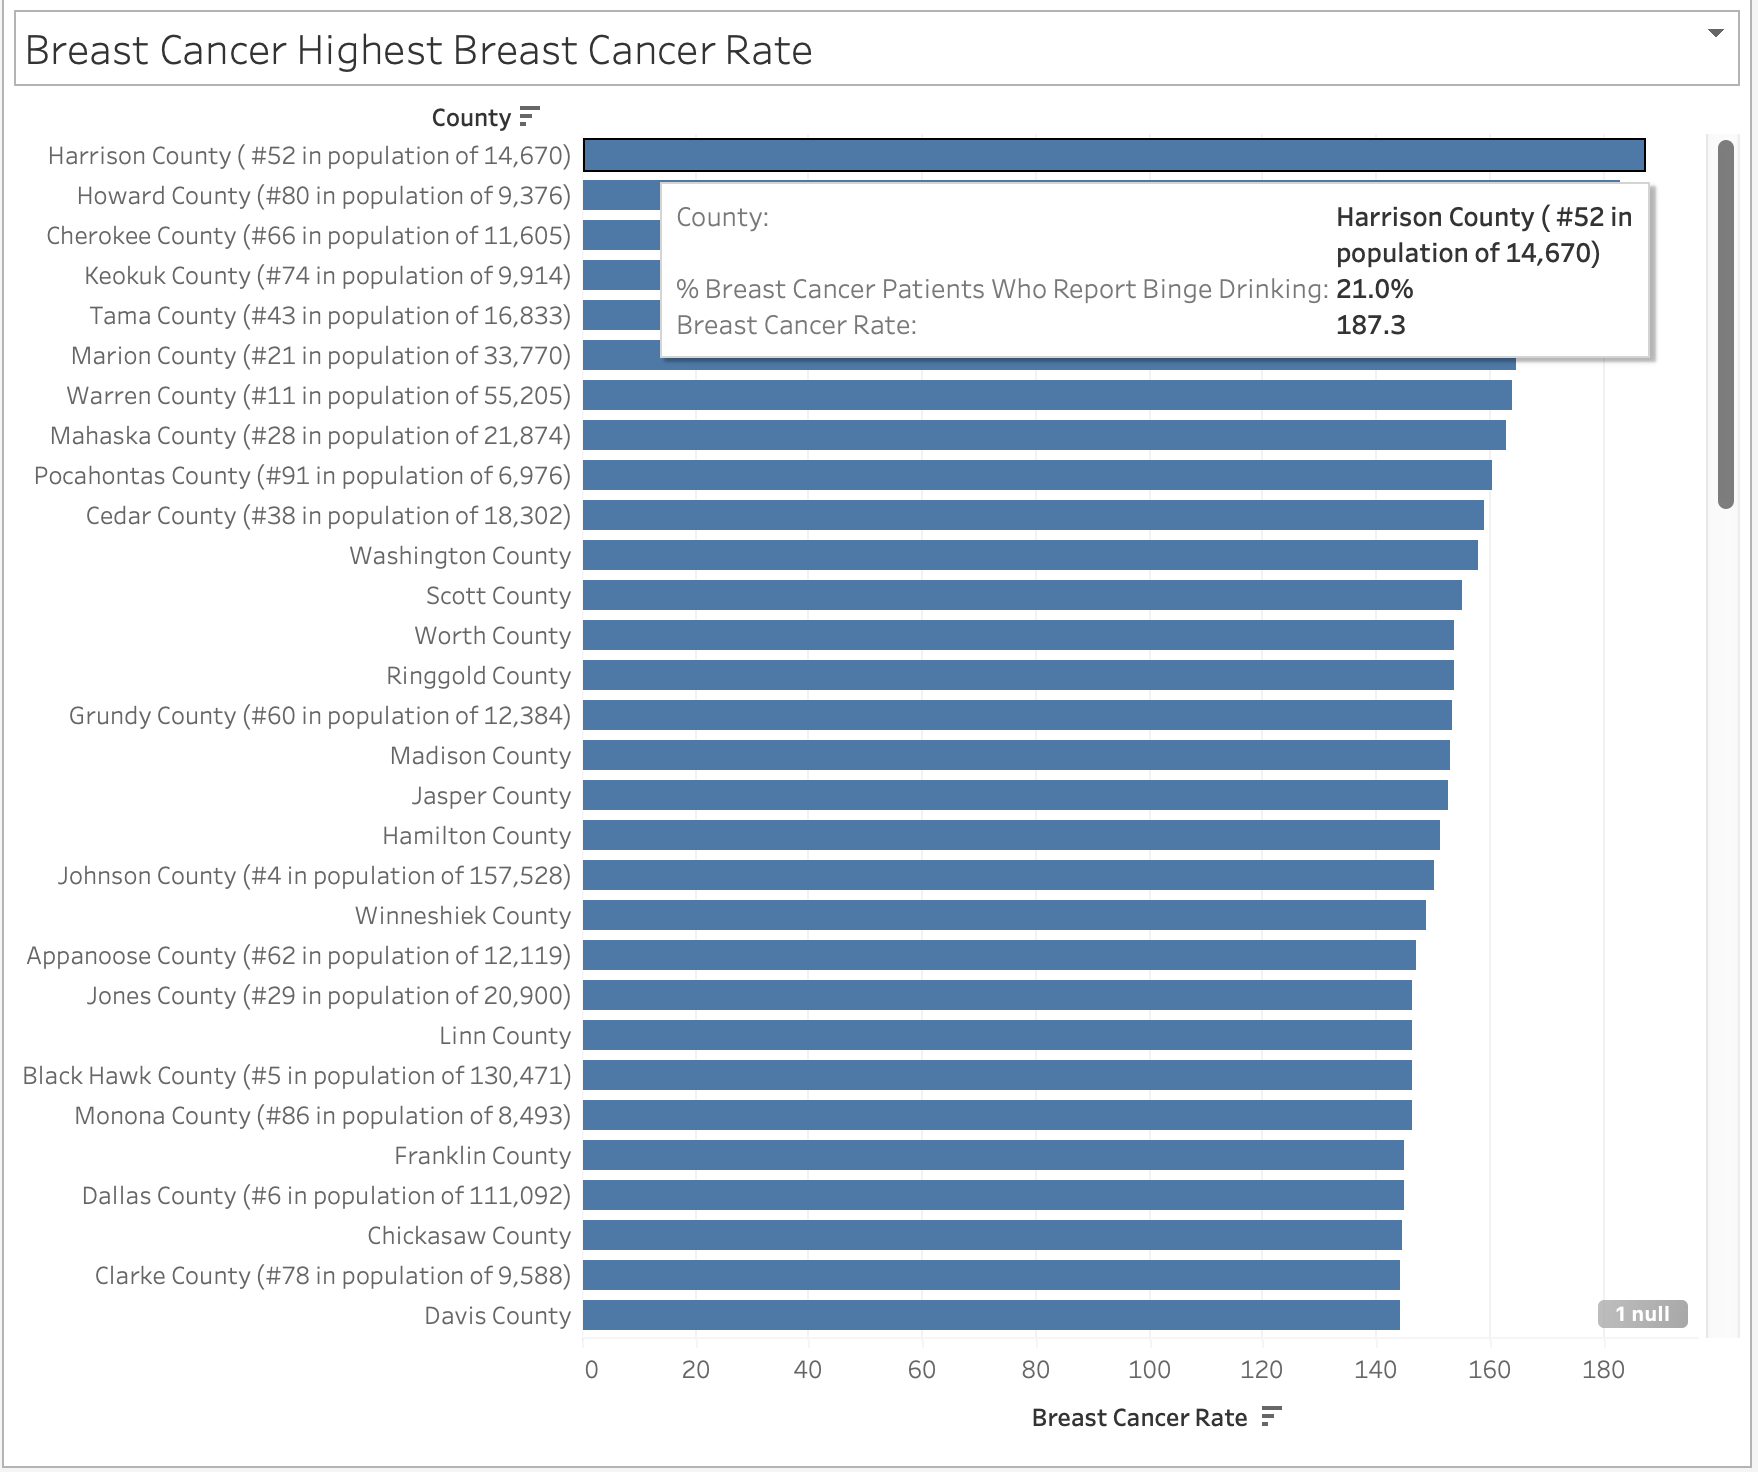 Breast Cancer Highest Breast Cancer Rate
County
Harrison County ( #52 in population of 14,670)
Howard County (#80 in population of 9,376)
Cherokee County (#66 in population of 11,605)
Keokuk County (#74 in population of 9,914)
Tama County (#43 in population of 16,833)
Marion County (#21 in population of 33,770)
Warren County (#11 in population of 55,205)
Mahaska County (#28 in population of 21,874)
Pocahontas County (#91 in population of 6,976)
Cedar County (#38 in population of 18,302)
Washington County
Scott County
Worth County
Ringgold County
Grundy County (#60 in population of 12,384)
Madison County
Jasper County
Hamilton County
Johnson County (#4 in population of 157,528)
Winneshiek County
Appanoose County (#62 in population of 12,119)
Jones County (#29 in population of 20,900)
Linn County
Black Hawk County (#5 in population of 130,471)
Monona County (#86 in population of 8,493)
Franklin County
Dallas County (#6 in population of 111,092)
Chickasaw County
Clarke County (#78 in population of 9,588)
Davis County
County: Harrison County ( #52 in
population of 14,670)
% Breast Cancer Patients Who Report Binge Drinking: 21.0%
Breast Cancer Rate: 187.3
1 null
0 20 40 60 80 100 120 140 160 180
Breast Cancer Rate